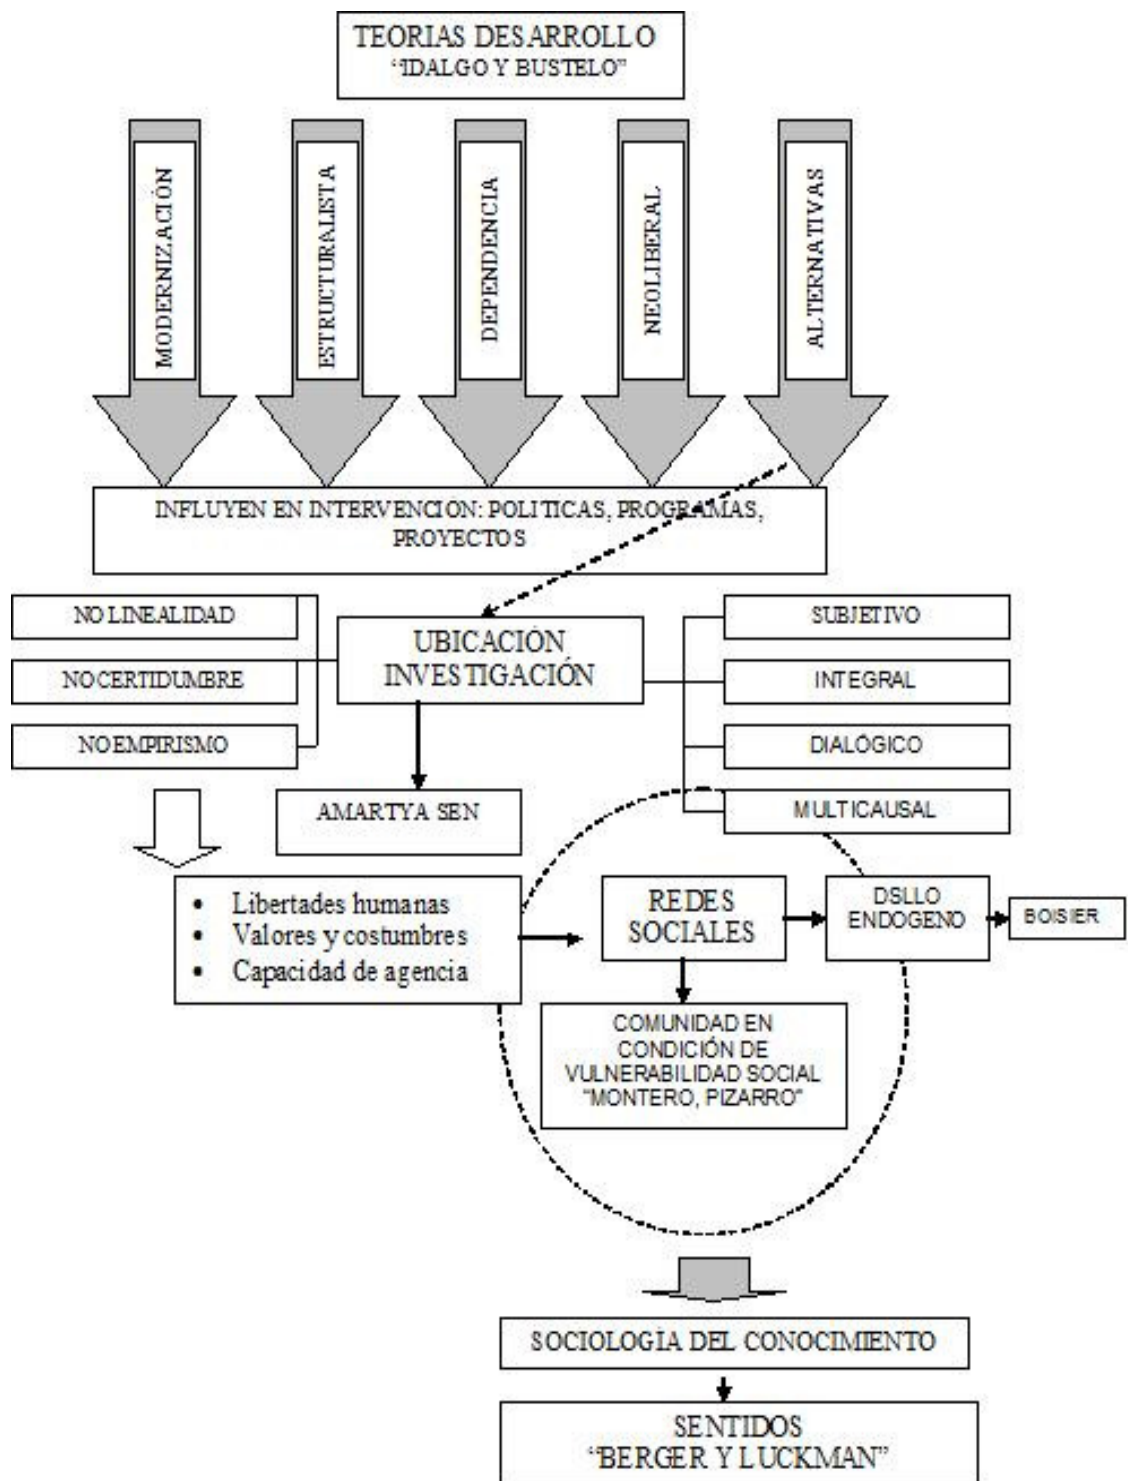 TEORIAS DESARROLLO
“IDALGO Y BUSTELO”
MODERNIZACIÓN
ESTRUCTURALISTA
DEPENDENCIA
NEOLIBERAL
ALTERNATIVAS
INFLUYEN EN INTERVENCIÓN: POLITICAS, PROGRAMAS,
PROYECTOS
NO LINEALIDAD
NO CERTIDUMBRE
NO EMPIRISMO
UBICACIÓN
INVESTIGACIÓN
SUBJETIVO
INTEGRAL
DIALÓGICO
MULTICAUSAL
AMARTYA SEN
• Libertades humanas
• Valores y costumbres
• Capacidad de agencia
REDES
SOCIALES
DSLLO
ENDOGENO
BOISIER
COMUNIDAD EN
CONDICIÓN DE
VULNERABILIDAD SOCIAL
“MONTERO, PIZARRO”
SOCIOLOGÍA DEL CONOCIMIENTO
SENTIDOS
“BERGER Y LUCKMAN”